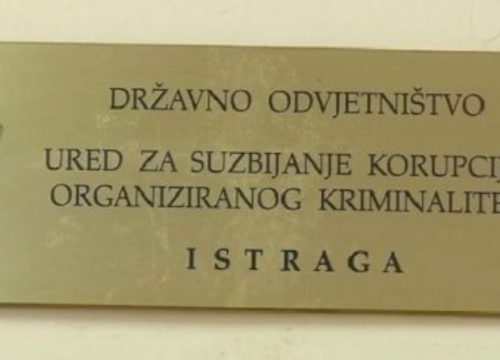 DRŽAVNO ODVJETNIŠTVO
URED ZA SUZBIJANJE KORUPCIJ
ORGANIZIRANOG KRIMINALITE
ISTRAGA